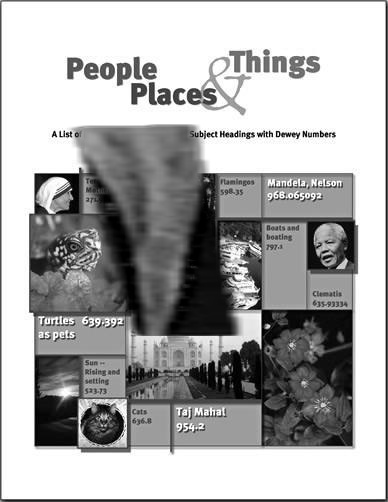 People
Places
&
Things
A List of
Subject Headings with Dewey Numbers
Flamingos
598.35
Mandela, Nelson
968.065092
271.
Boats and
boating
797.1
Clematis
635.93334
Turtles 639.392
as pets
Sun --
Rising and
setting
523.73
Cats
636.8
Taj Mahal
954.2